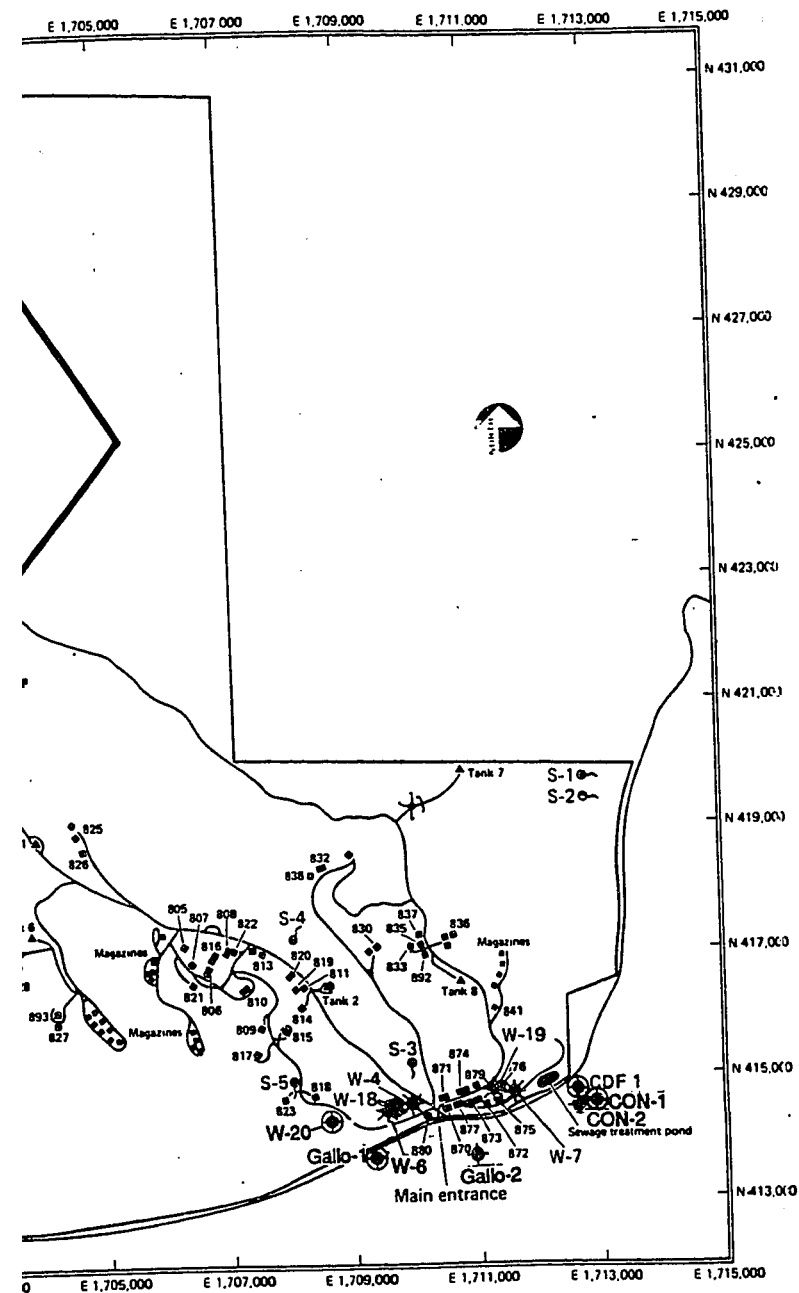 E 1,705,000
E 1,707,000
E 1,709,000
E 1,711,000
E 1,713,000
E 1,715,000
N 431,000
N 429,000
N 427,000
N 425,000
N 423,000
N 421,000
Tank 7
S-1
S-2
N 419,000
825
826
832
838
S-4
805
807
808
822
816
837
835
830
836
833
892
N 417,000
Magazines
Magazines
813
820
819
811
821
806
810
Tank 2
Tank 8
814
841
893
827
Magazines
809
815
817
W-19
S-3
874
N 415,000
871
879
76
S-5
818
W-4
W-18
823
CDF 1
CON-1
CON-2
W-20
880
870
877
873
872
875
Sewage treatment pond
Gallo-1
W-6
Gallo-2
W-7
Main entrance
N 413,000
0
E 1,705,000
E 1,707,000
E 1,709,000
E 1,711,000
E 1,713,000
E 1,715,000